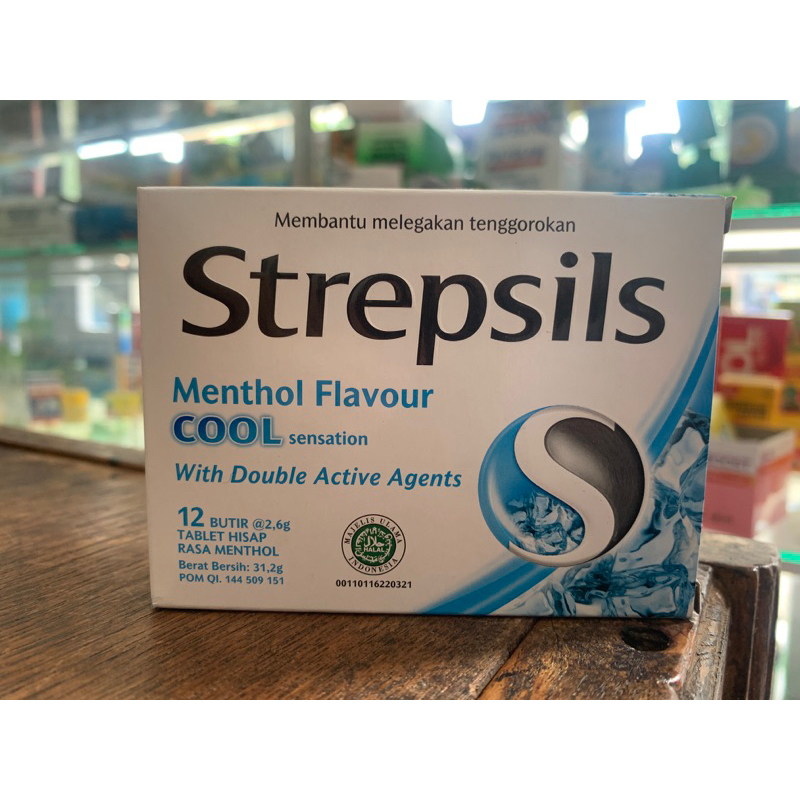 Membantu melegakan tenggorokan
Strepsils
Menthol Flavour
COOL sensation
With Double Active Agents
12 BUTIR @2,6g
TABLET HISAP
RASA MENTHOL
Berat Bersih: 31,2g
POM QI. 144 509 151
MAJELIS ULAMA
حلال
HALAL
INDONESIA
00110116220321